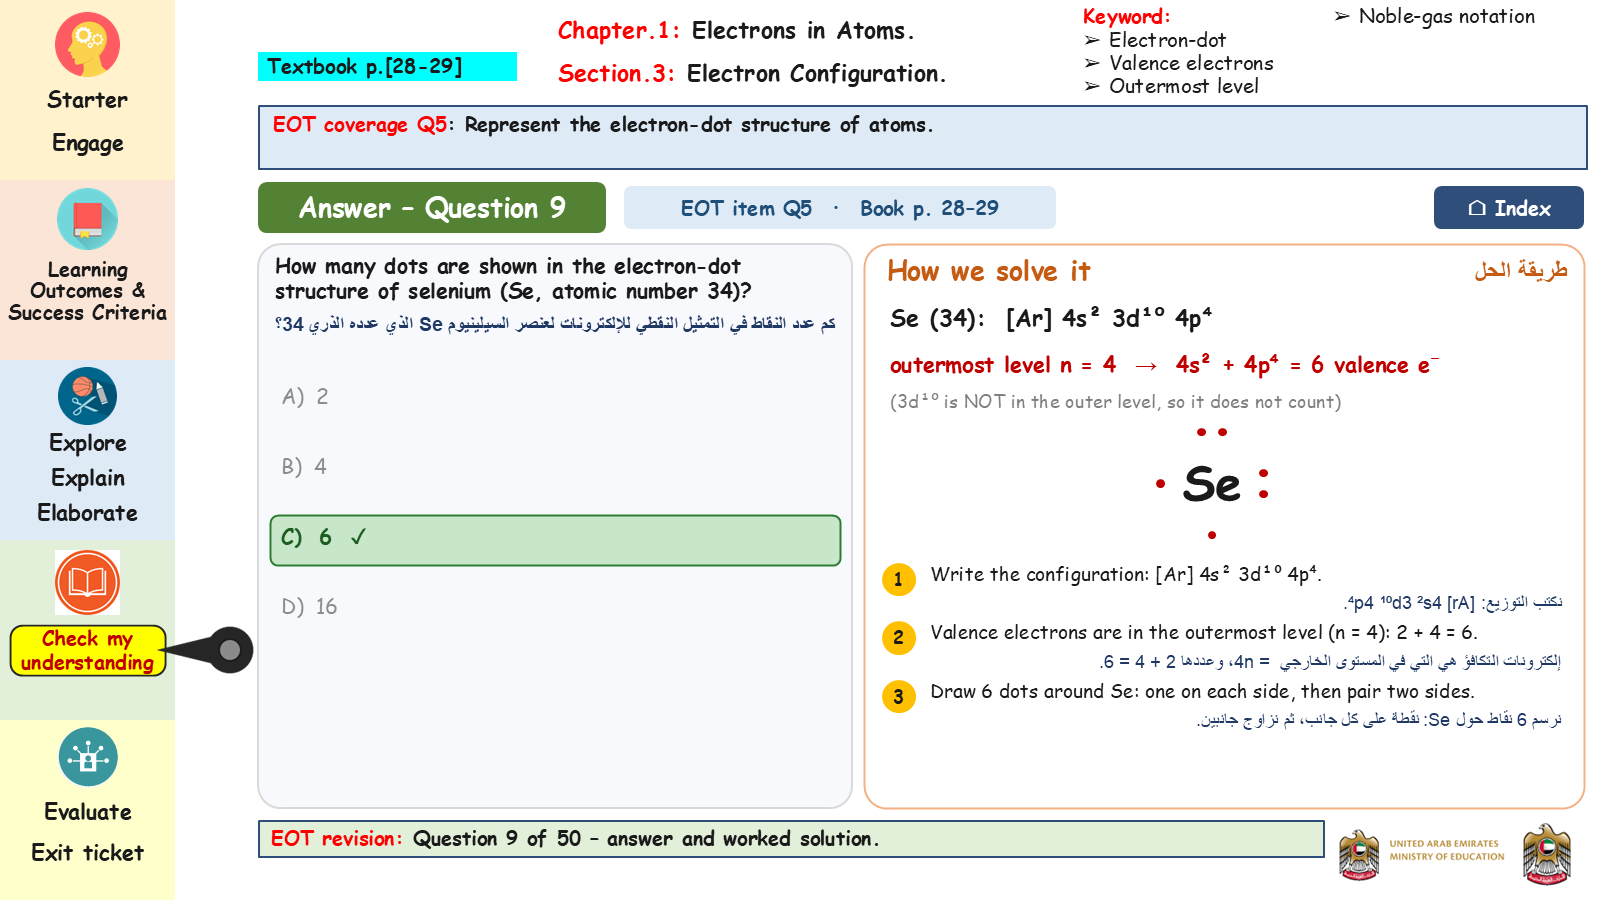 Starter
Engage
Learning
Outcomes &
Success Criteria
Explore
Explain
Elaborate
Check my
understanding
Evaluate
Exit ticket
Textbook p.[28-29]
Chapter.1: Electrons in Atoms.
Section.3: Electron Configuration.
Keyword:
➢ Electron-dot
➢ Valence electrons
➢ Outermost level
➢ Noble-gas notation
EOT coverage Q5: Represent the electron-dot structure of atoms.
Answer – Question 9
EOT item Q5 · Book p. 28–29
☖ Index
How many dots are shown in the electron-dot
structure of selenium (Se, atomic number 34)?
كم عدد النقاط في التمثيل النقطي للإلكترونات لعنصر السيلينيوم Se الذي عدده الذري 34؟
A) 2
B) 4
C) 6 ✓
D) 16
How we solve it
طريقة الحل
Se (34): [Ar] 4s² 3d¹⁰ 4p⁴
outermost level n = 4 → 4s² + 4p⁴ = 6 valence e⁻
(3d¹⁰ is NOT in the outer level, so it does not count)
Se
1 Write the configuration: [Ar] 4s² 3d¹⁰ 4p⁴.
نكتب التوزيع: [rA] 4s² 3d¹⁰ 4p⁴.
2 Valence electrons are in the outermost level (n = 4): 2 + 4 = 6.
إلكترونات التكافؤ هي التي في المستوى الخارجي = 4n، وعددها 2 + 4 = 6.
3 Draw 6 dots around Se: one on each side, then pair two sides.
نرسم 6 نقاط حول Se: نقطة على كل جانب، ثم نزاوج جانبين.
EOT revision: Question 9 of 50 – answer and worked solution.
UNITED ARAB EMIRATES
MINISTRY OF EDUCATION